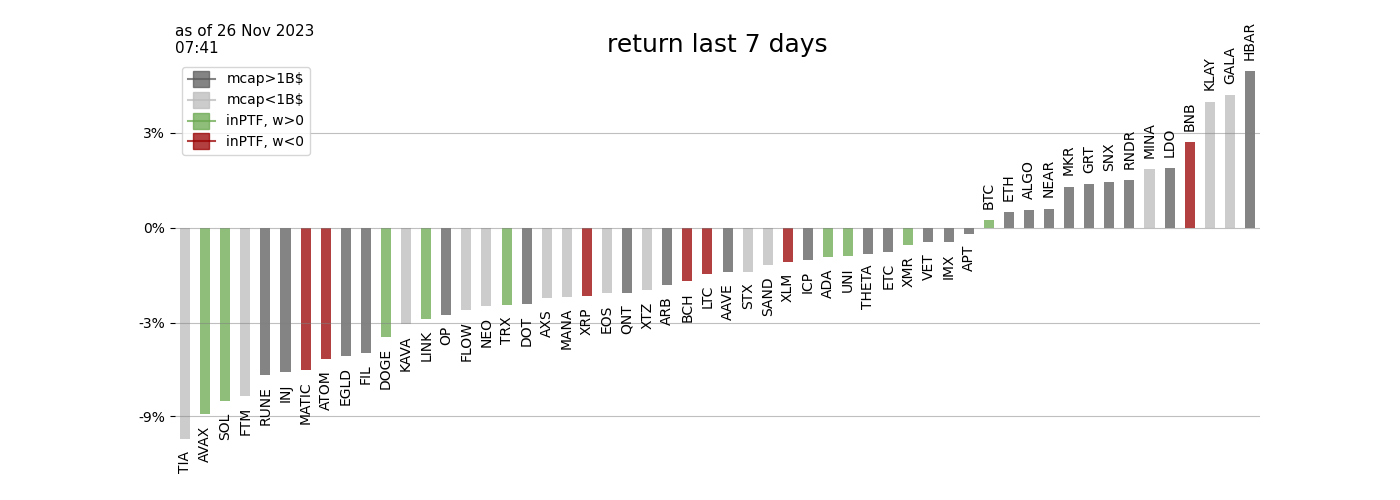 as of 26 Nov 2023
07:41
return last 7 days
mcap>1B$
mcap<1B$
inPTF, w>0
inPTF, w<0
3%
0%
-3%
-9%
TIA
AVAX
SOL
FTM
RUNE
INJ
MATIC
ATOM
EGLD
FIL
DOGE
KAVA
LINK
OP
FLOW
NEO
TRX
DOT
AXS
MANA
XRP
EOS
QNT
XTZ
ARB
BCH
LTC
AAVE
STX
SAND
XLM
ICP
ADA
UNI
THETA
ETC
XMR
VET
IMX
APT
BTC
ETH
ALGO
NEAR
MKR
GRT
SNX
RNDR
MINA
LDO
BNB
KLAY
GALA
HBAR